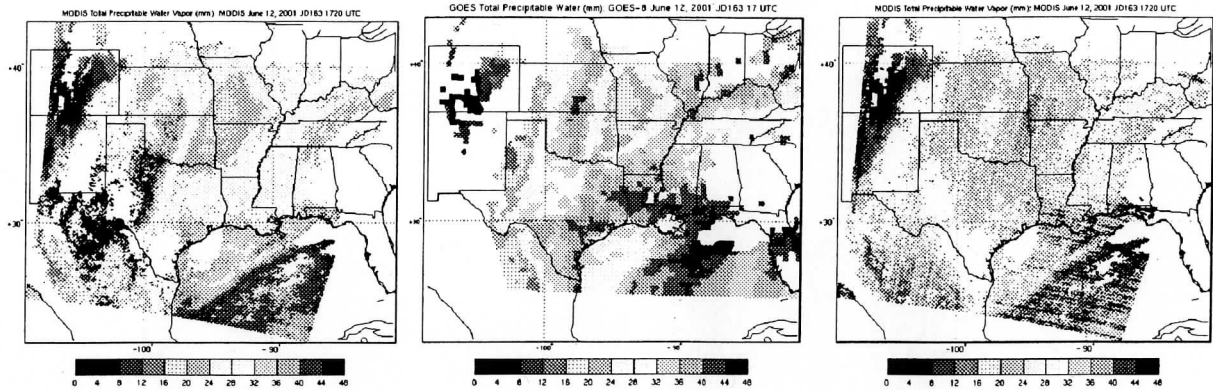 MODIS Total Precipitable Water Vapor (mm) MODIS June 12, 2001 JD163 1720 UTC
+40
+30
-100
-90
0 4 8 12 16 20 24 28 32 36 40 44 48
GOES Total Precipitable Water (mm) GOES-8 June 12, 2001 JD163 17 UTC
+40
+30
-100
-90
0 4 8 12 16 20 24 28 32 36 40 44 48
MODIS Total Precipitable Water Vapor (mm): MODIS June 12, 2001 JD163 1720 UTC
+40
+30
-100
-90
0 4 8 12 16 20 24 28 32 36 40 44 48